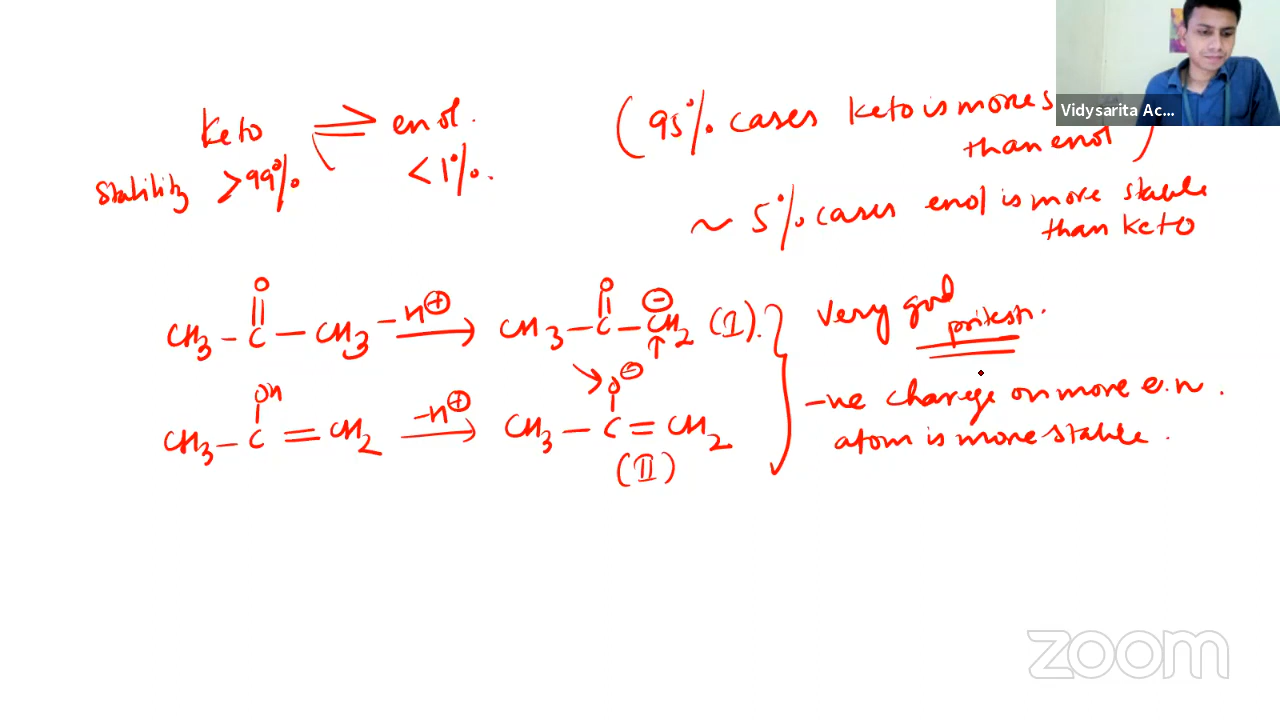 Keto ⇌ enol.
Stability >99% <1%.
(95% cases keto is more s
than enol)
~ 5% cases enol is more stable
than keto
O O ⊖
CH3 - C - CH3 -H⊕ → CH3 - C - CH2 (I).
very good
pritesh.
OH O⊖
CH3 - C = CH2 -H⊕ → CH3 - C = CH2
(II)
-ve charge on more e.n.
atom is more stable.
Vidysarita Ac...
zoom